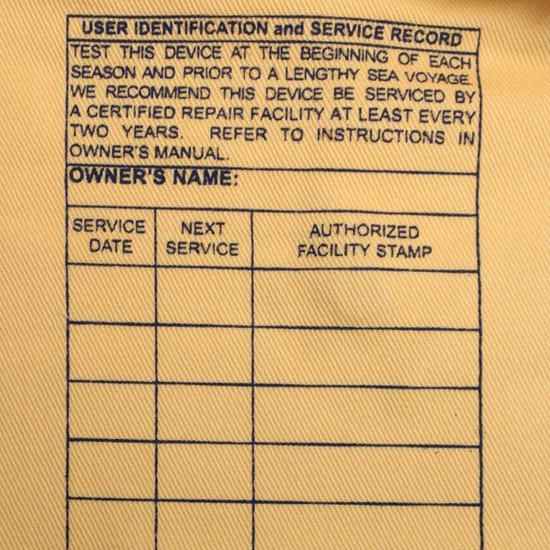 USER IDENTIFICATION and SERVICE RECORD
TEST THIS DEVICE AT THE BEGINNING OF EACH
SEASON AND PRIOR TO A LENGTHY SEA VOYAGE.
WE RECOMMEND THIS DEVICE BE SERVICED BY
A CERTIFIED REPAIR FACILITY AT LEAST EVERY
TWO YEARS. REFER TO INSTRUCTIONS IN
OWNER'S MANUAL.
OWNER'S NAME:
SERVICE DATE
NEXT SERVICE
AUTHORIZED FACILITY STAMP